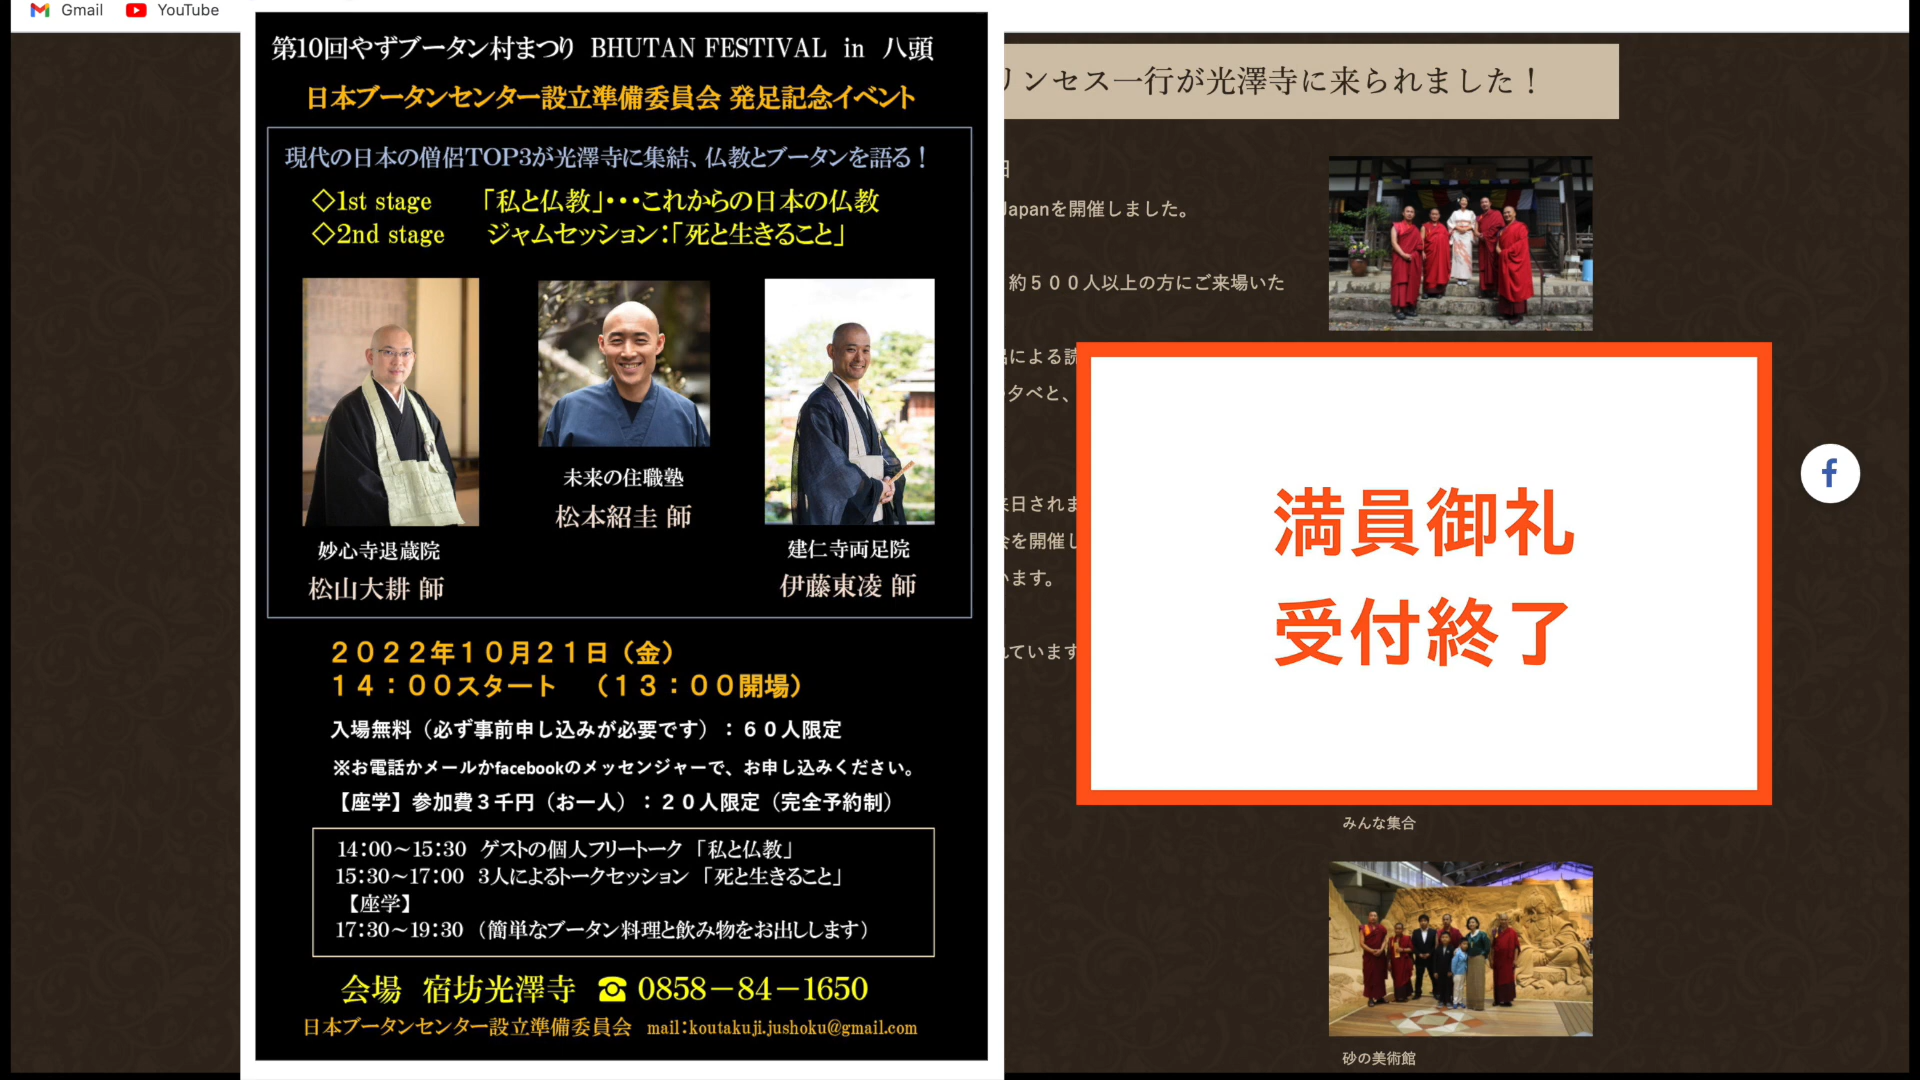 Gmail YouTube
第10回やずブータン村まつり BHUTAN FESTIVAL in 八頭
日本ブータンセンター設立準備委員会 発足記念イベント
現代の日本の僧侶TOP3が光澤寺に集結、仏教とブータンを語る！
◇1st stage 「私と仏教」・・・これからの日本の仏教
◇2nd stage ジャムセッション：「死と生きること」
未来の住職塾
松本紹圭 師
妙心寺退蔵院
松山大耕 師
建仁寺両足院
伊藤東凌 師
２０２２年１０月２１日（金）
１４：００スタート （１３：００開場）
入場無料（必ず事前申し込みが必要です）：６０人限定
※お電話かメールかfacebookのメッセンジャーで、お申し込みください。
【座学】参加費３千円（お一人）：２０人限定（完全予約制）
14：00～15：30 ゲストの個人フリートーク 「私と仏教」
15：30～17：00 3人によるトークセッション 「死と生きること」
【座学】
17：30～19：30 （簡単なブータン料理と飲み物をお出しします）
会場 宿坊光澤寺 ☎ 0858－84－1650
日本ブータンセンター設立準備委員会 mail：koutakuji.jushoku@gmail.com
リンセス一行が光澤寺に来られました！
Japanを開催しました。
約５００人以上の方にご来場いた
による読
夕べと、
来日されま
会を開催し
います。
れています
満員御礼
受付終了
みんな集合
砂の美術館